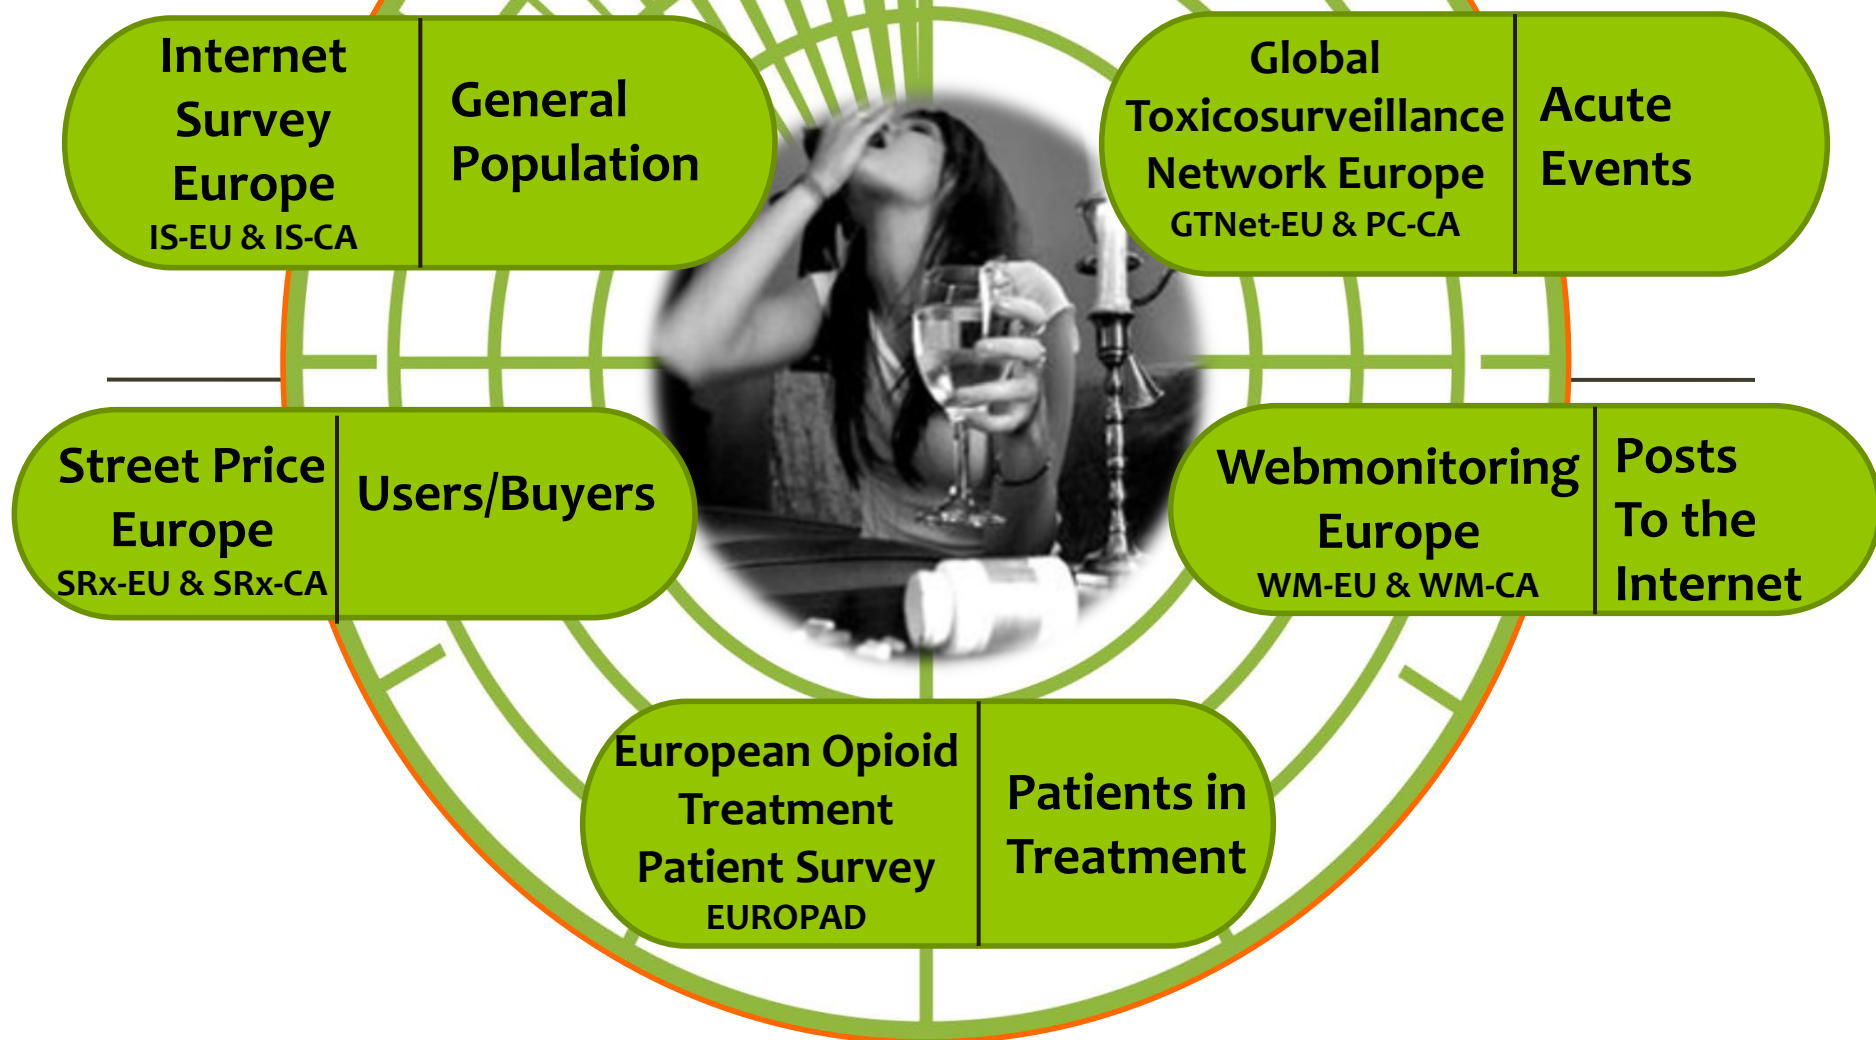 Internet
Survey
Europe
IS-EU & IS-CA
General
Population
Global
Toxicosurveillance
Network Europe
GTNet-EU & PC-CA
Acute
Events
Street Price
Europe
SRx-EU & SRx-CA
Users/Buyers
Webmonitoring
Europe
WM-EU & WM-CA
Posts
To the
Internet
European Opioid
Treatment
Patient Survey
EUROPAD
Patients in
Treatment